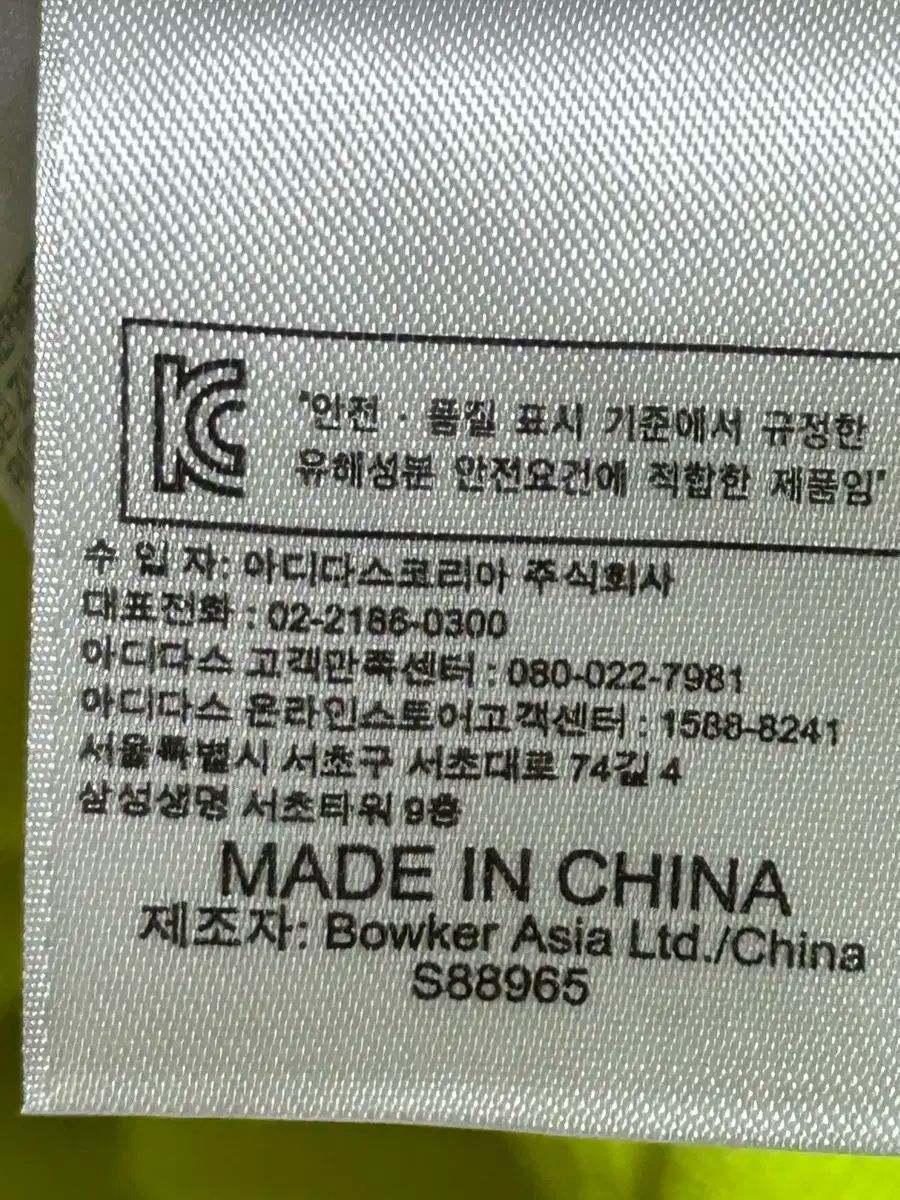 KC
"안전 · 품질 표시 기준에서 규정한
유해성분 안전요건에 적합한 제품임"
수 입 자: 아디다스코리아 주식회사
대표전화 : 02-2186-0300
아디다스 고객만족센터 : 080-022-7981
아디다스 온라인스토어고객센터 : 1588-8241
서울특별시 서초구 서초대로 74길 4
삼성생명 서초타워 9층
MADE IN CHINA
제조자: Bowker Asia Ltd./China
S88965